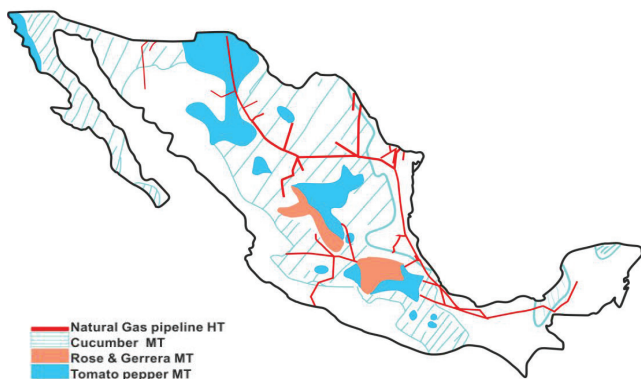 Natural Gas pipeline HT
Cucumber MT
Rose & Gerrera MT
Tomato pepper MT